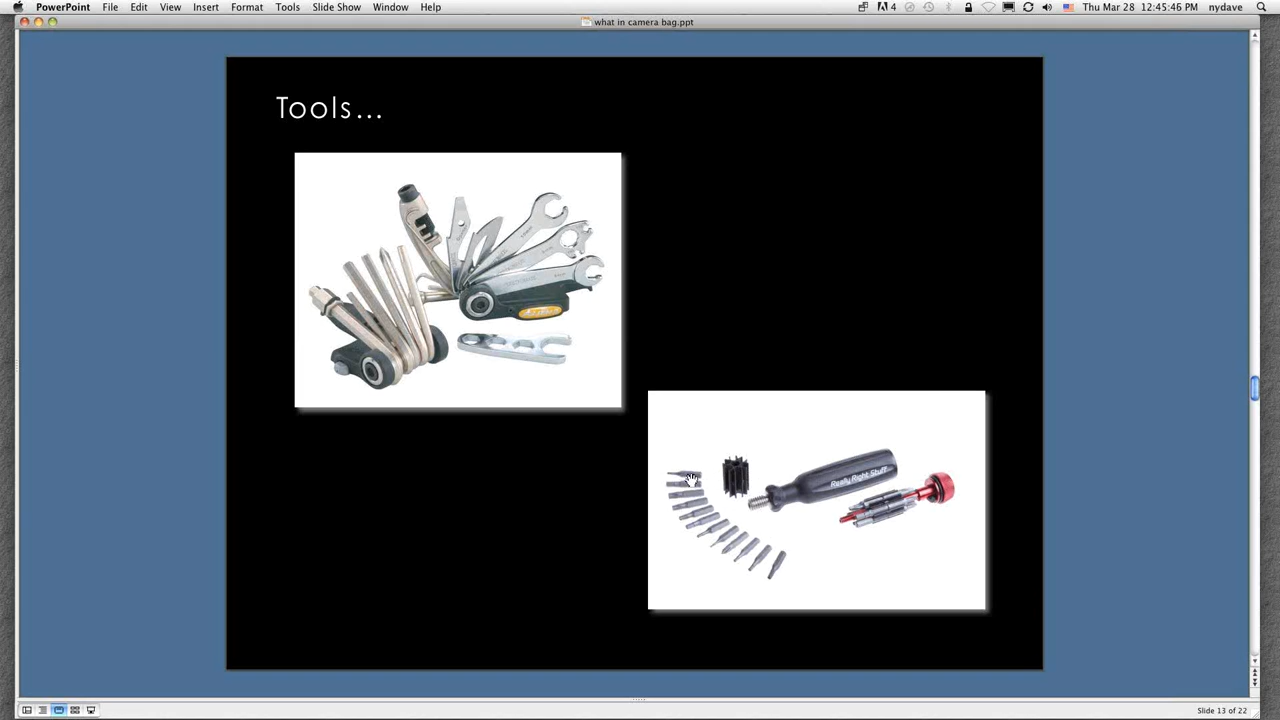 PowerPoint File Edit View Insert Format Tools Slide Show Window Help 4 Thu Mar 28 12:45:46 PM nydave
what in camera bag.ppt
Tools...
Really Right Stuff
Slide 13 of 22